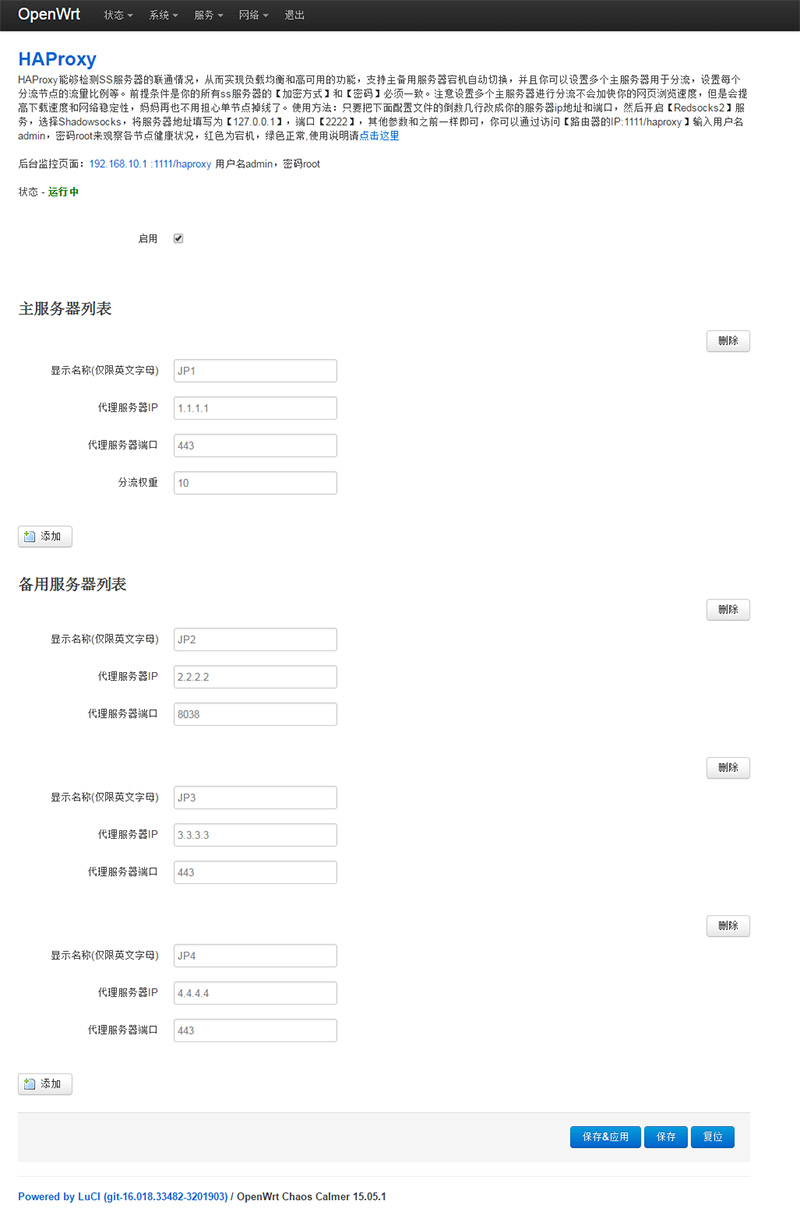 OpenWrt 状态 系统 服务 网络 退出
HAProxy
HAProxy能够检测SS服务器的联通情况，从而实现负载均衡和高可用的功能，支持主备用服务器宕机自动切换，并且你可以设置多个主服务器用于分流，设置每个
分流节点的流量比例等。前提条件是你的所有ss服务器的【加密方式】和【密码】必须一致。注意设置多个主服务器进行分流不会加快你的网页浏览速度，但是会提
高下载速度和网络稳定性，妈妈再也不用担心单节点掉线了。使用方法：只要把下面配置文件的倒数几行改成你的服务器ip地址和端口，然后开启【Redsocks2】服
务，选择Shadowsocks，将服务器地址填写为【127.0.0.1】，端口【2222】，其他参数和之前一样即可，你可以通过访问【路由器的IP:1111/haproxy】输入用户名
admin，密码root来观察各节点健康状况，红色为宕机，绿色正常,使用说明请点击这里
后台监控页面：192.168.10.1 :1111/haproxy 用户名admin，密码root
状态 - 运行中
启用
主服务器列表
删除
显示名称(仅限英文字母) JP1
代理服务器IP 1.1.1.1
代理服务器端口 443
分流权重 10
添加
备用服务器列表
删除
显示名称(仅限英文字母) JP2
代理服务器IP 2.2.2.2
代理服务器端口 8038
删除
显示名称(仅限英文字母) JP3
代理服务器IP 3.3.3.3
代理服务器端口 443
删除
显示名称(仅限英文字母) JP4
代理服务器IP 4.4.4.4
代理服务器端口 443
添加
保存&应用 保存 复位
Powered by LuCI (git-16.018.33482-3201903) / OpenWrt Chaos Calmer 15.05.1